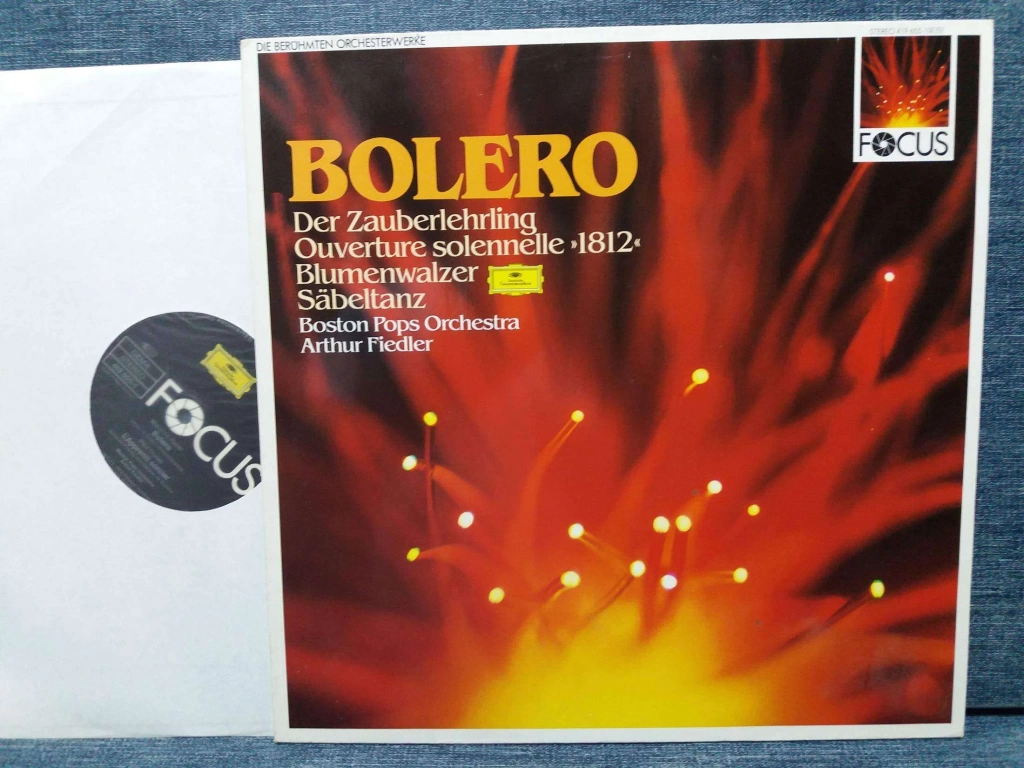 DIE BERÜHMTEN ORCHESTERWERKE
FOCUS
BOLERO
Der Zauberlehrling
Ouverture solennelle »1812«
Blumenwalzer
Säbeltanz
Boston Pops Orchestra
Arthur Fiedler
FOCUS